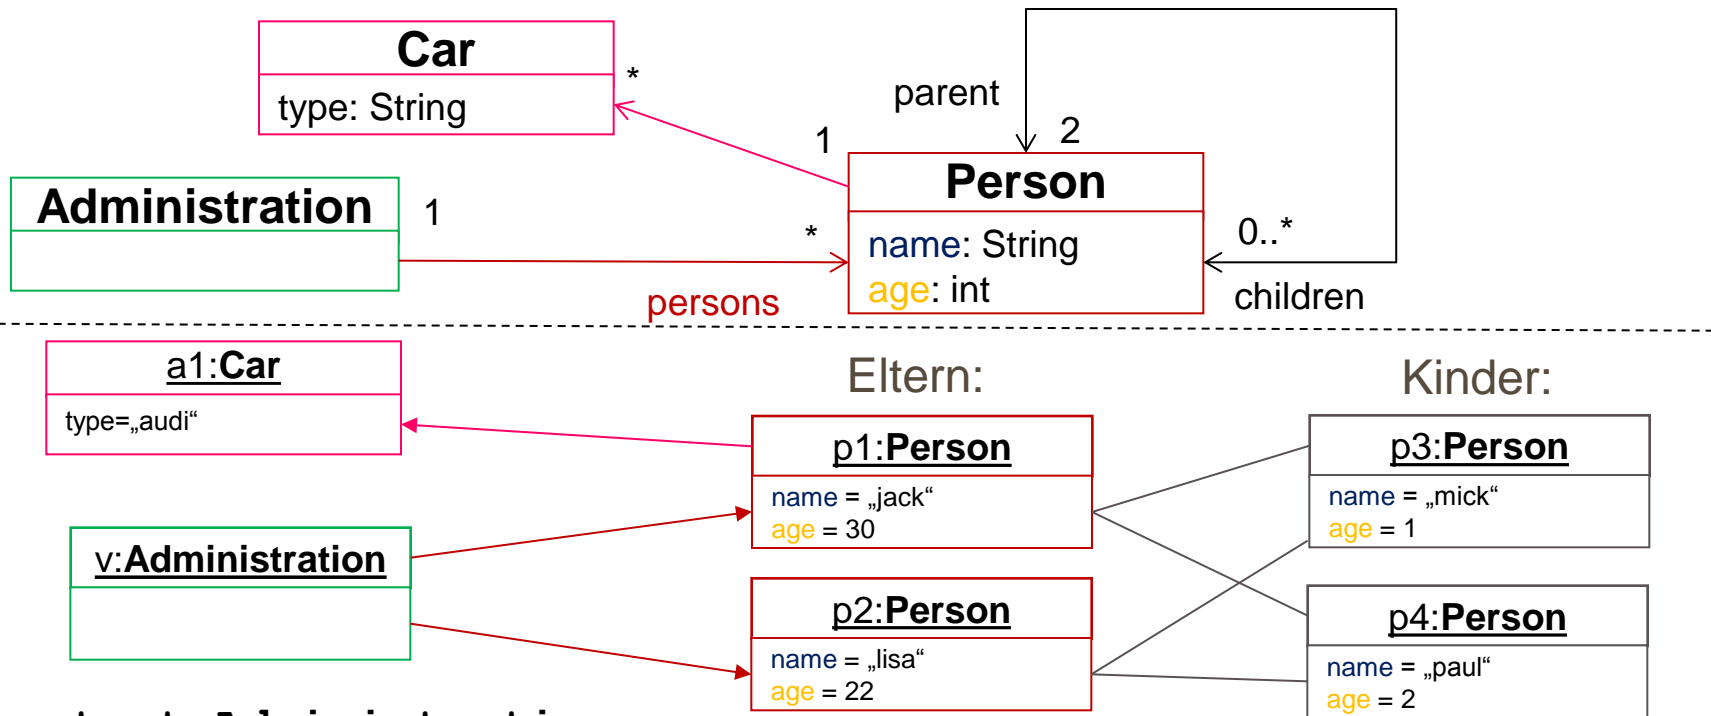 Car
type: String
*
1
parent
2
Administration
1
*
persons
Person
name: String
age: int
0..*
children
a1:Car
type=„audi“
Eltern:
Kinder:
p1:Person
name = „jack“
age = 30
p3:Person
name = „mick“
age = 1
v:Administration
p2:Person
name = „lisa“
age = 22
p4:Person
name = „paul“
age = 2